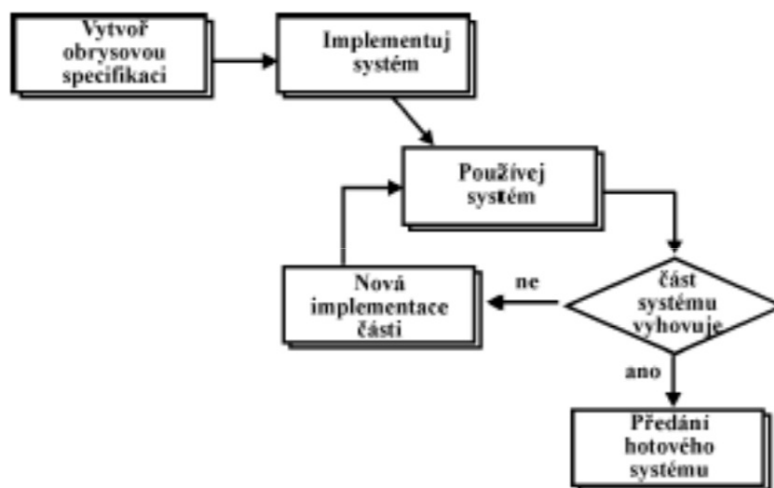 Vytvoř
obrysovou
specifikaci
Implementuj
systém
Používej
systém
část
systému
vyhovuje
ne
Nová
implementace
části
ano
Předání
hotového
systému